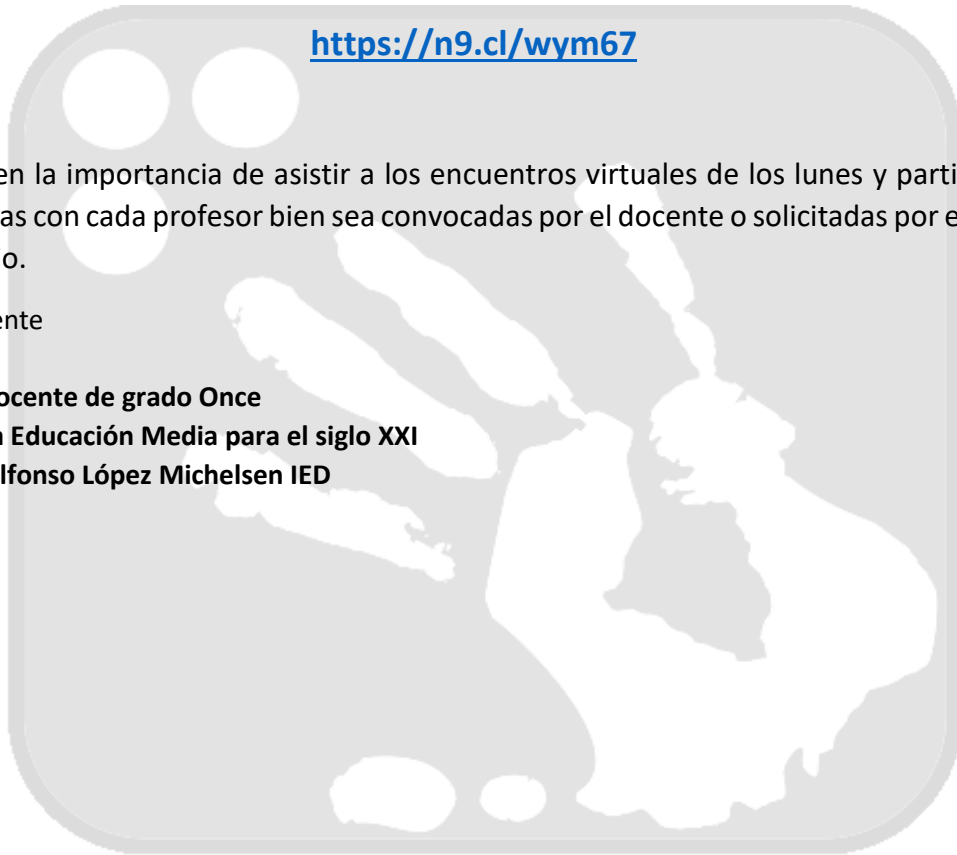 https://n9.cl/wym67
en la importancia de asistir a los encuentros virtuales de los lunes y parti
as con cada profesor bien sea convocadas por el docente o solicitadas por e
o.
ente
ocente de grado Once
n Educación Media para el siglo XXI
lfonso López Michelsen IED